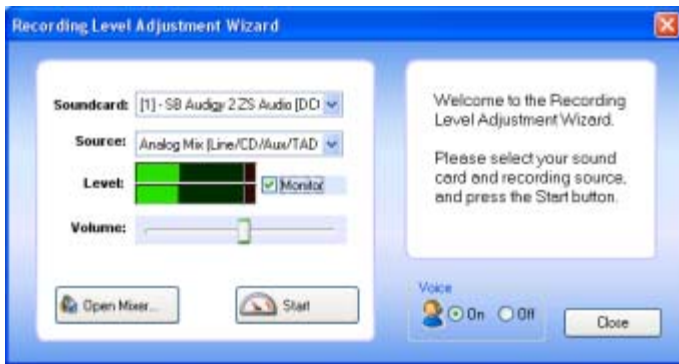 Recording Level Adjustment Wizard
Soundcard: [1] - SB Audigy 2 ZS Audio [DC
Source: Analog Mix (Line/CD/Aux/TAD
Level: Monitor
Volume:
Open Mixer...
Start
Welcome to the Recording
Level Adjustment Wizard.
Please select your sound
card and recording source,
and press the Start button.
Voice
On Off
Close